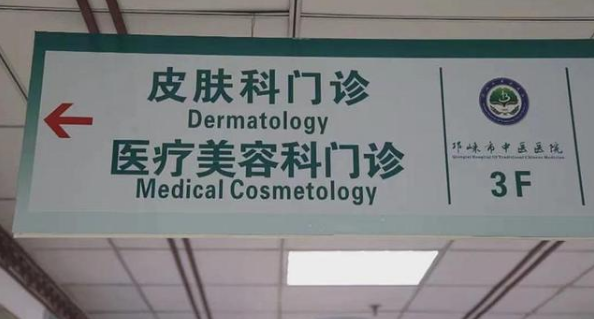 皮肤科门诊
Dermatology
医疗美容科门诊
Medical Cosmetology
邛崃市中医医院
3F